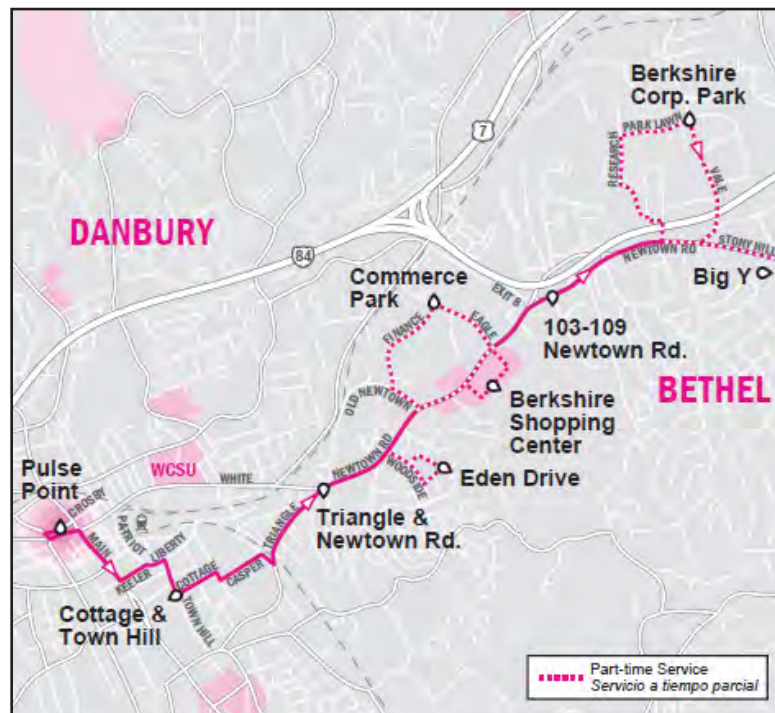 Berkshire
Corp. Park
PARK LAWN
RESEARCH
VALE
7
DANBURY
84
NEWTOWN RD
STONY HILL
Big Y
Commerce
Park
EXIT 8
FINANCE
EAGLE
103-109
Newtown Rd.
BETHEL
OLD NEWTOWN
Berkshire
Shopping
Center
WCSU
WHITE
NEWTOWN RD
WOODSIDE
Eden Drive
Pulse
Point
CROSBY
MAIN
PATRIOT
LIBERTY
KEELER
COTTAGE
CASPER
TRIANGLE
Triangle &
Newtown Rd.
Cottage &
Town Hill
TOWN HILL
Part-time Service
Servicio a tiempo parcial